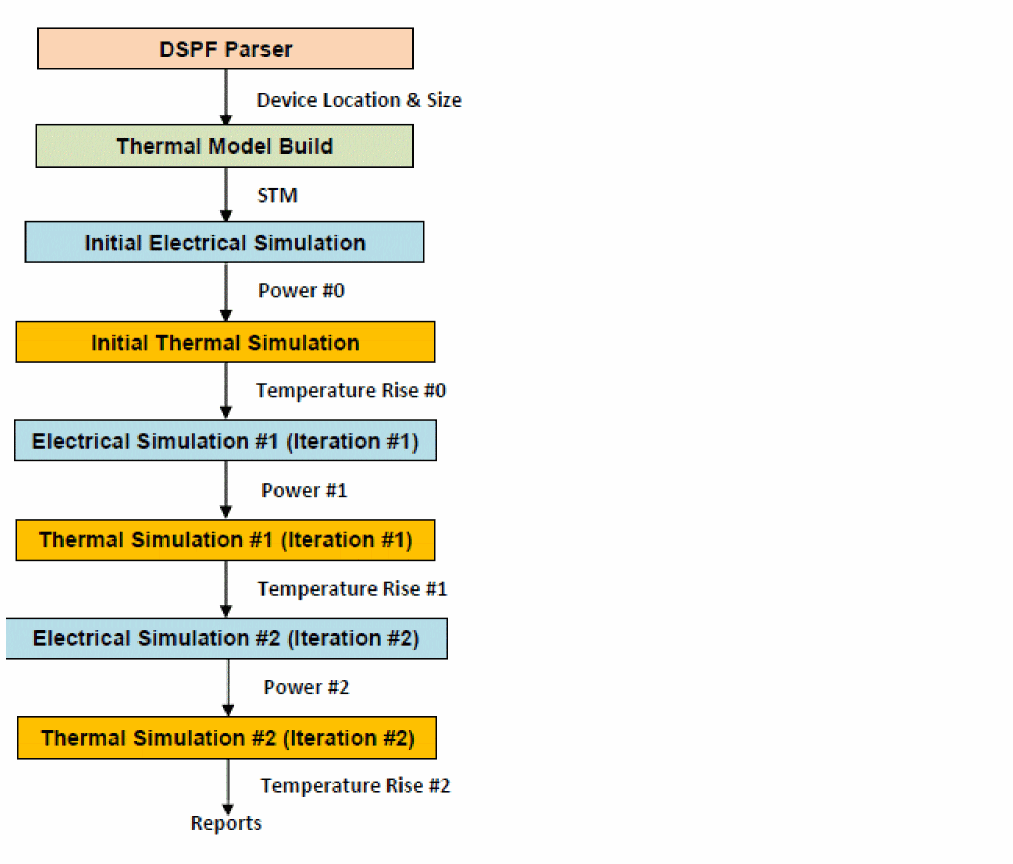 DSPF Parser
Device Location & Size
Thermal Model Build
STM
Initial Electrical Simulation
Power #0
Initial Thermal Simulation
Temperature Rise #0
Electrical Simulation #1 (Iteration #1)
Power #1
Thermal Simulation #1 (Iteration #1)
Temperature Rise #1
Electrical Simulation #2 (Iteration #2)
Power #2
Thermal Simulation #2 (Iteration #2)
Temperature Rise #2
Reports